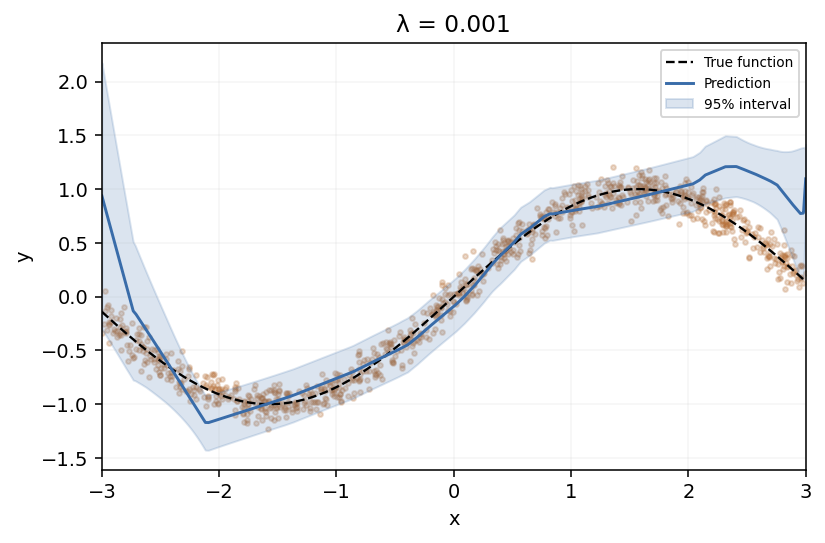 λ = 0.001
True function
Prediction
95% interval
y
2.0
1.5
1.0
0.5
0.0
−0.5
−1.0
−1.5
−3 −2 −1 0 1 2 3
x